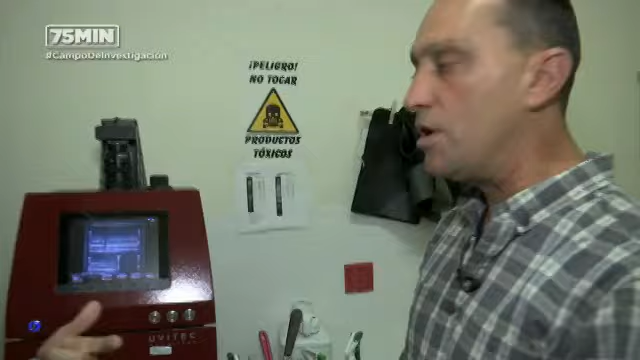 75MIN
#CampoDeInvestigación
¡PELIGRO!
NO TOCAR
PRODUCTOS
TÓXICOS
UVITEC